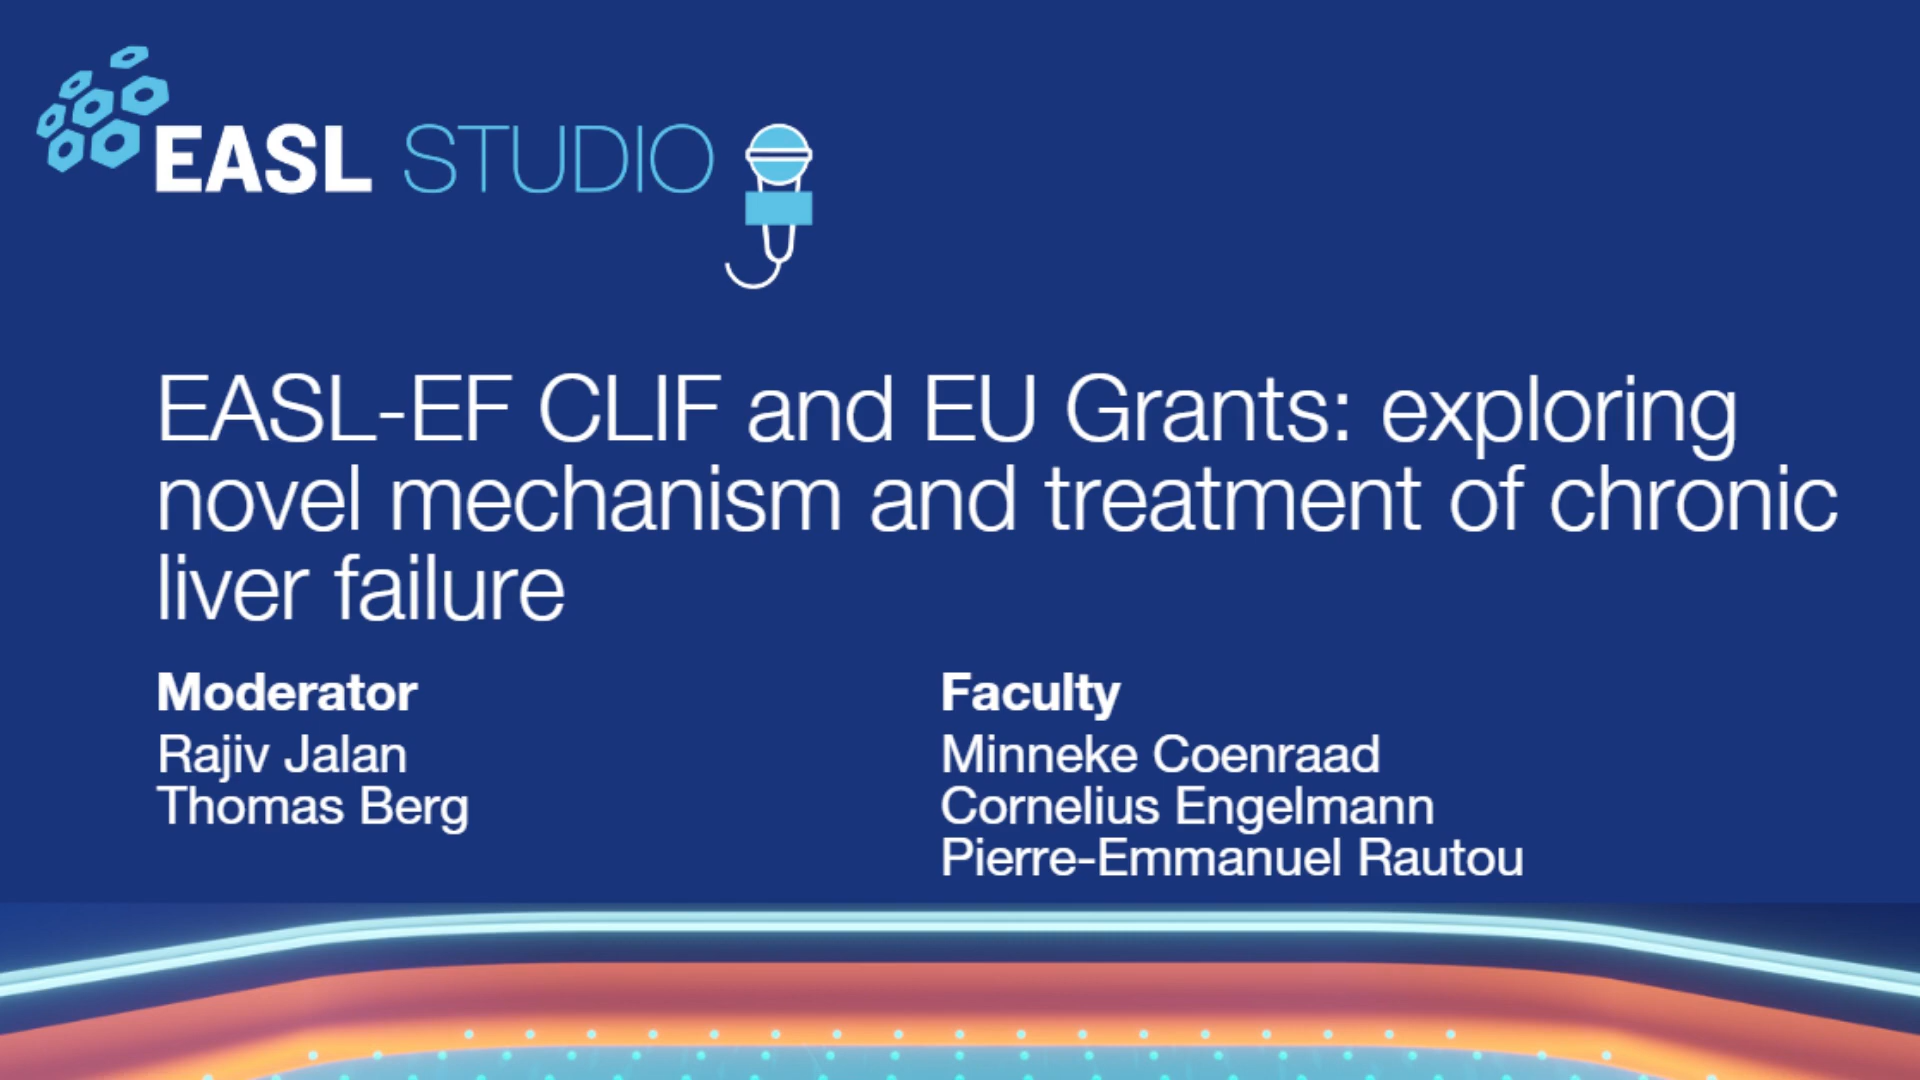 EASL STUDIO
EASL-EF CLIF and EU Grants: exploring
novel mechanism and treatment of chronic
liver failure
Moderator
Rajiv Jalan
Thomas Berg
Faculty
Minneke Coenraad
Cornelius Engelmann
Pierre-Emmanuel Rautou